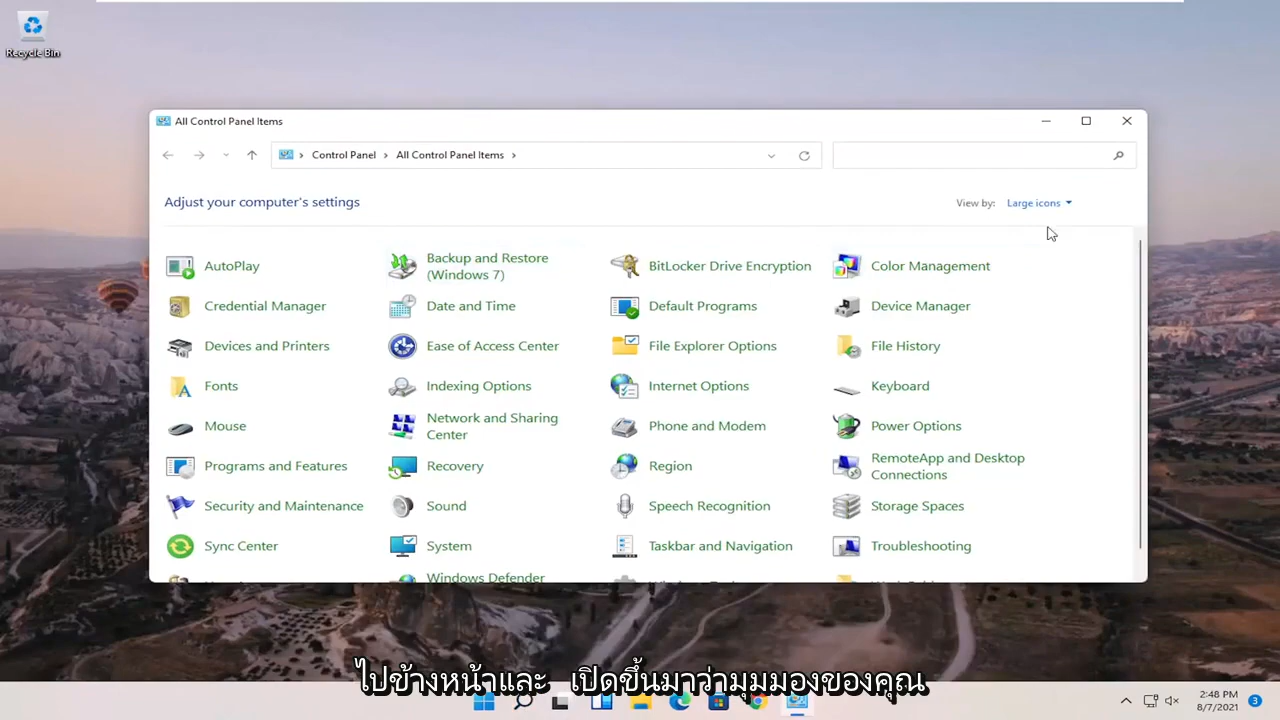 Recycle Bin
All Control Panel Items
Control Panel
All Control Panel Items
Adjust your computer's settings
View by: Large icons
AutoPlay
Backup and Restore
(Windows 7)
BitLocker Drive Encryption
Color Management
Credential Manager
Date and Time
Default Programs
Device Manager
Devices and Printers
Ease of Access Center
File Explorer Options
File History
Fonts
Indexing Options
Internet Options
Keyboard
Mouse
Network and Sharing
Center
Phone and Modem
Power Options
Programs and Features
Recovery
Region
RemoteApp and Desktop
Connections
Security and Maintenance
Sound
Speech Recognition
Storage Spaces
Sync Center
System
Taskbar and Navigation
Troubleshooting
Windows Defender
ไปข้างหน้าและ เปิดขึ้นมาว่ามุมมองของคุณ
2:48 PM
8/7/2021
3